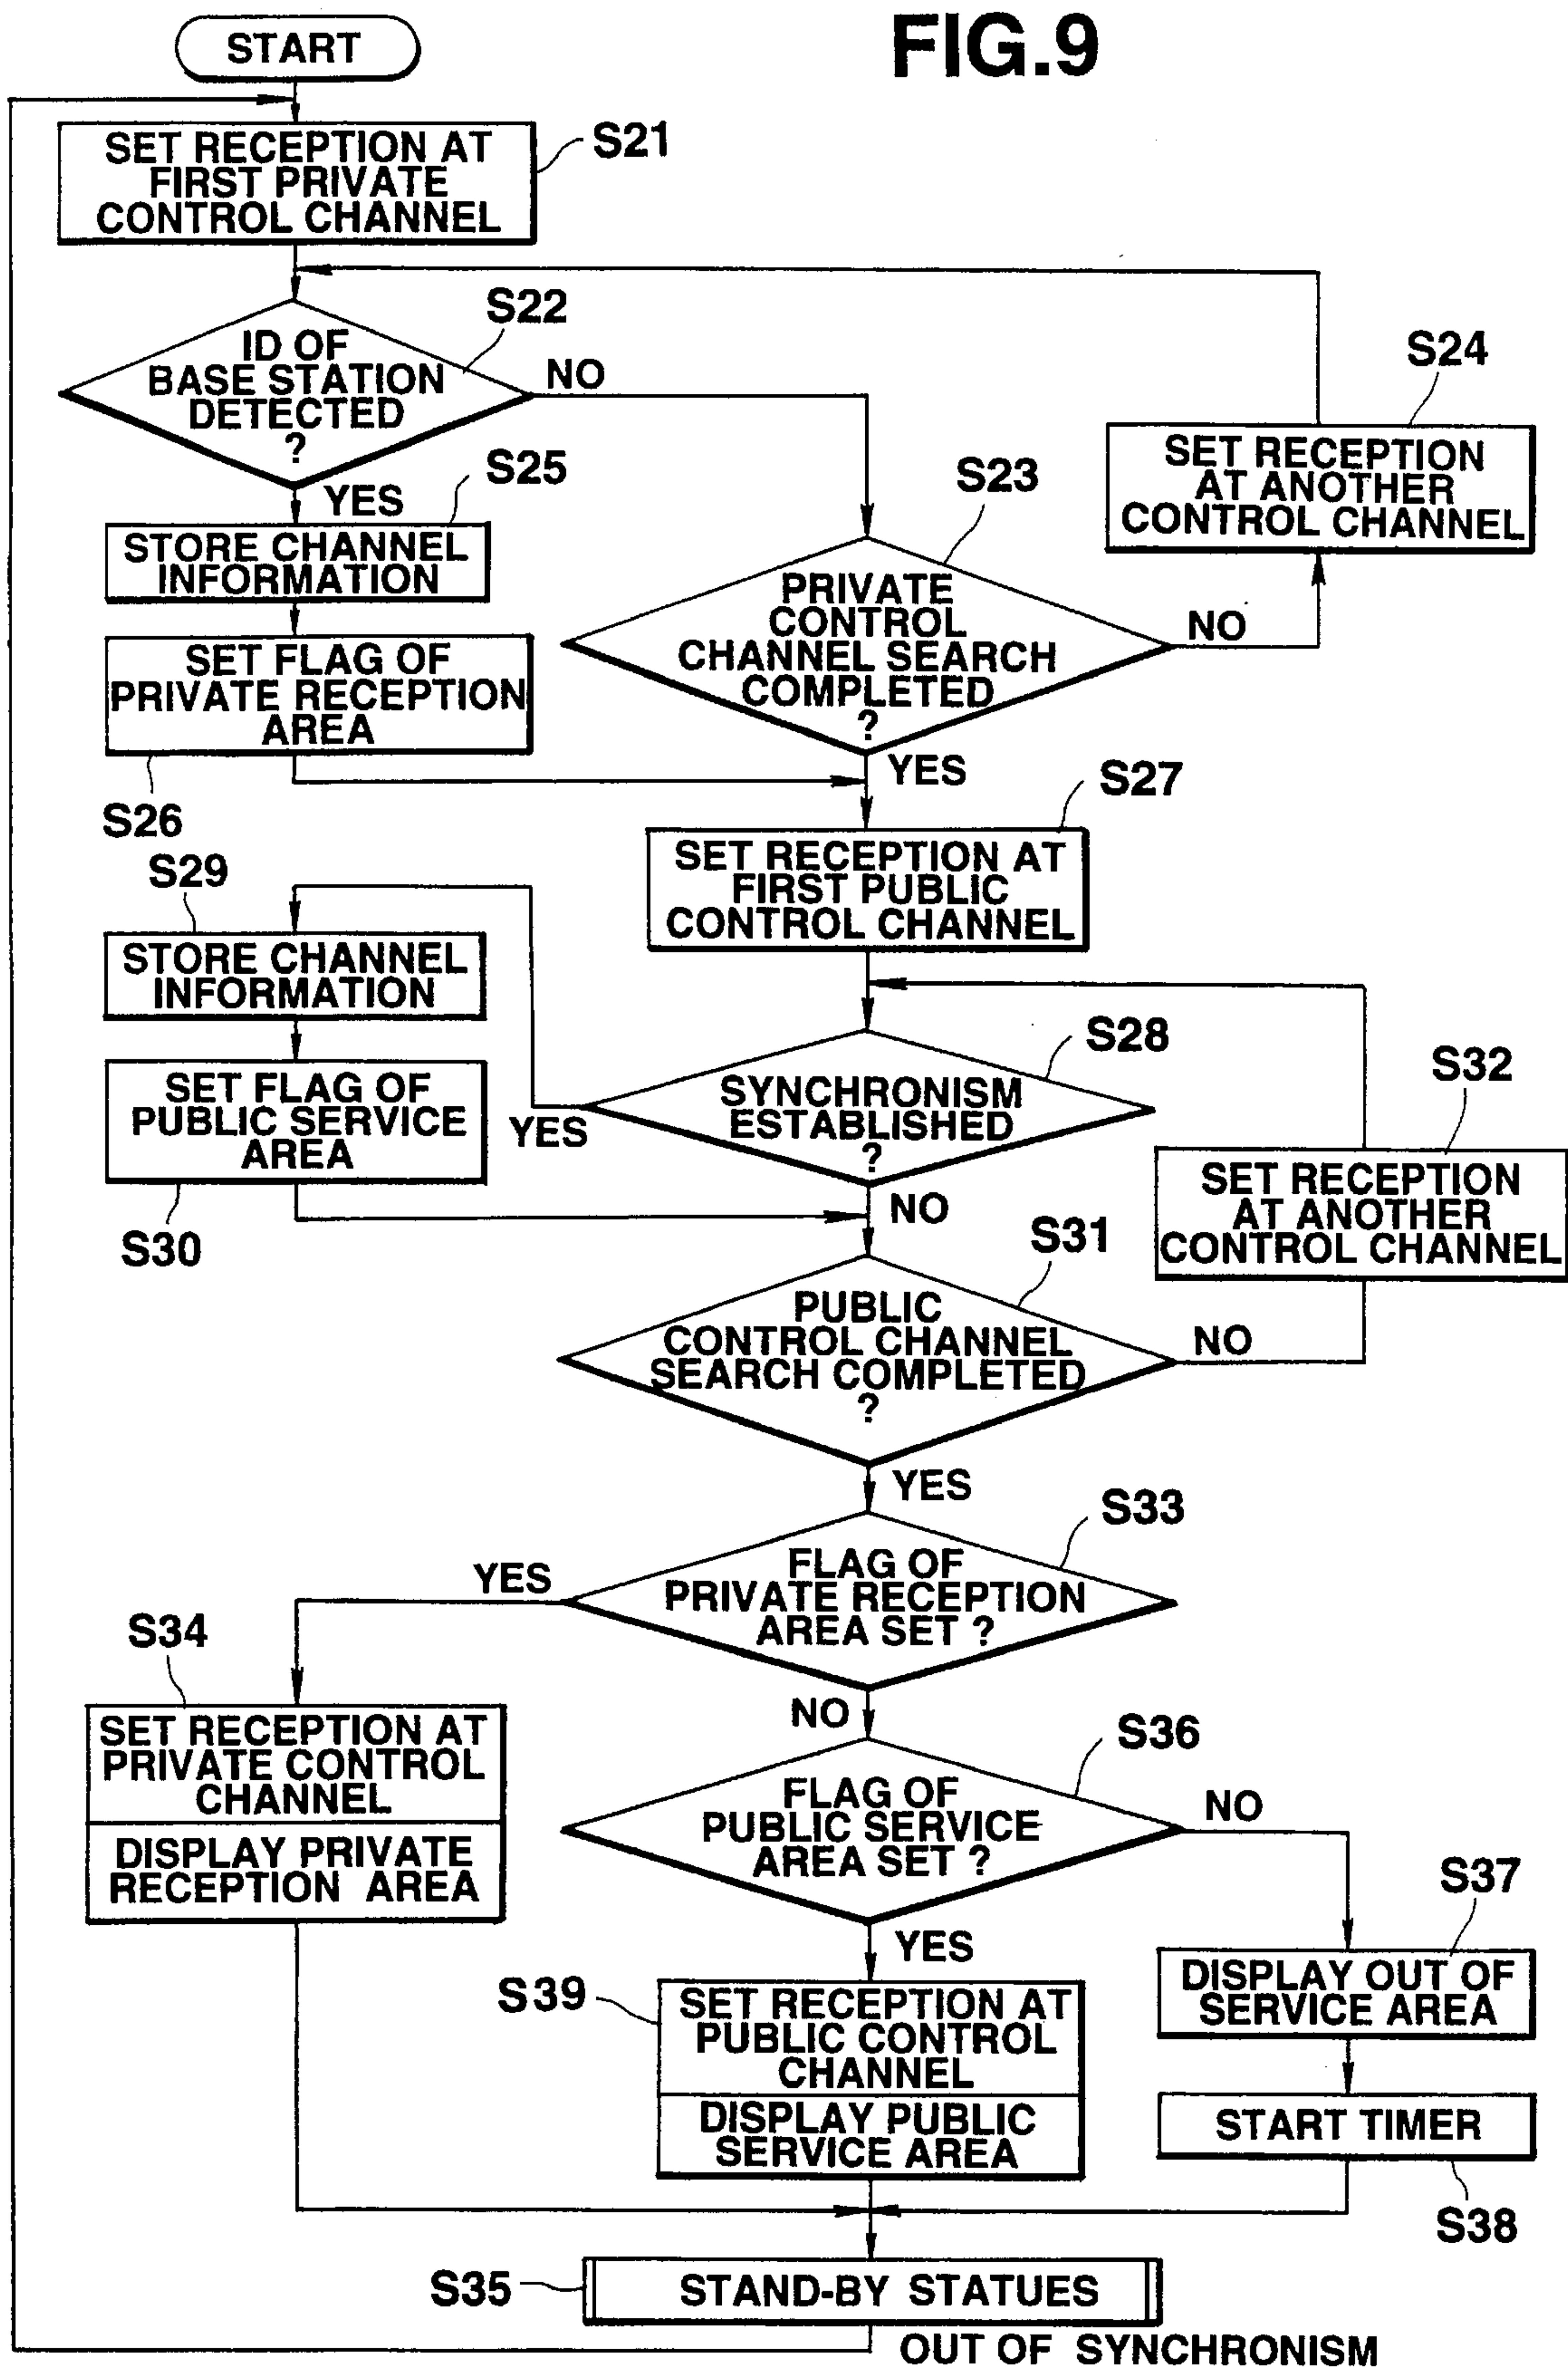 FIG.9
START
SET RECEPTION AT
FIRST PRIVATE
CONTROL CHANNEL
S21
ID OF
BASE STATION
DETECTED
?
S22
NO
YES
S24
SET RECEPTION
AT ANOTHER
CONTROL CHANNEL
S25
STORE CHANNEL
INFORMATION
S23
PRIVATE
CONTROL
CHANNEL SEARCH
COMPLETED
?
NO
YES
SET FLAG OF
PRIVATE RECEPTION
AREA
S26
S27
SET RECEPTION AT
FIRST PUBLIC
CONTROL CHANNEL
S29
STORE CHANNEL
INFORMATION
S28
SYNCHRONISM
ESTABLISHED
?
YES
NO
SET FLAG OF
PUBLIC SERVICE
AREA
S30
S32
SET RECEPTION
AT ANOTHER
CONTROL CHANNEL
S31
PUBLIC
CONTROL CHANNEL
SEARCH COMPLETED
?
NO
YES
S33
FLAG OF
PRIVATE RECEPTION
AREA SET ?
YES
NO
S34
SET RECEPTION AT
PRIVATE CONTROL
CHANNEL
DISPLAY PRIVATE
RECEPTION AREA
S36
FLAG OF
PUBLIC SERVICE
AREA SET ?
NO
YES
S37
DISPLAY OUT OF
SERVICE AREA
S39
SET RECEPTION AT
PUBLIC CONTROL
CHANNEL
DISPLAY PUBLIC
SERVICE AREA
START TIMER
S38
S35
STAND-BY STATUES
OUT OF SYNCHRONISM